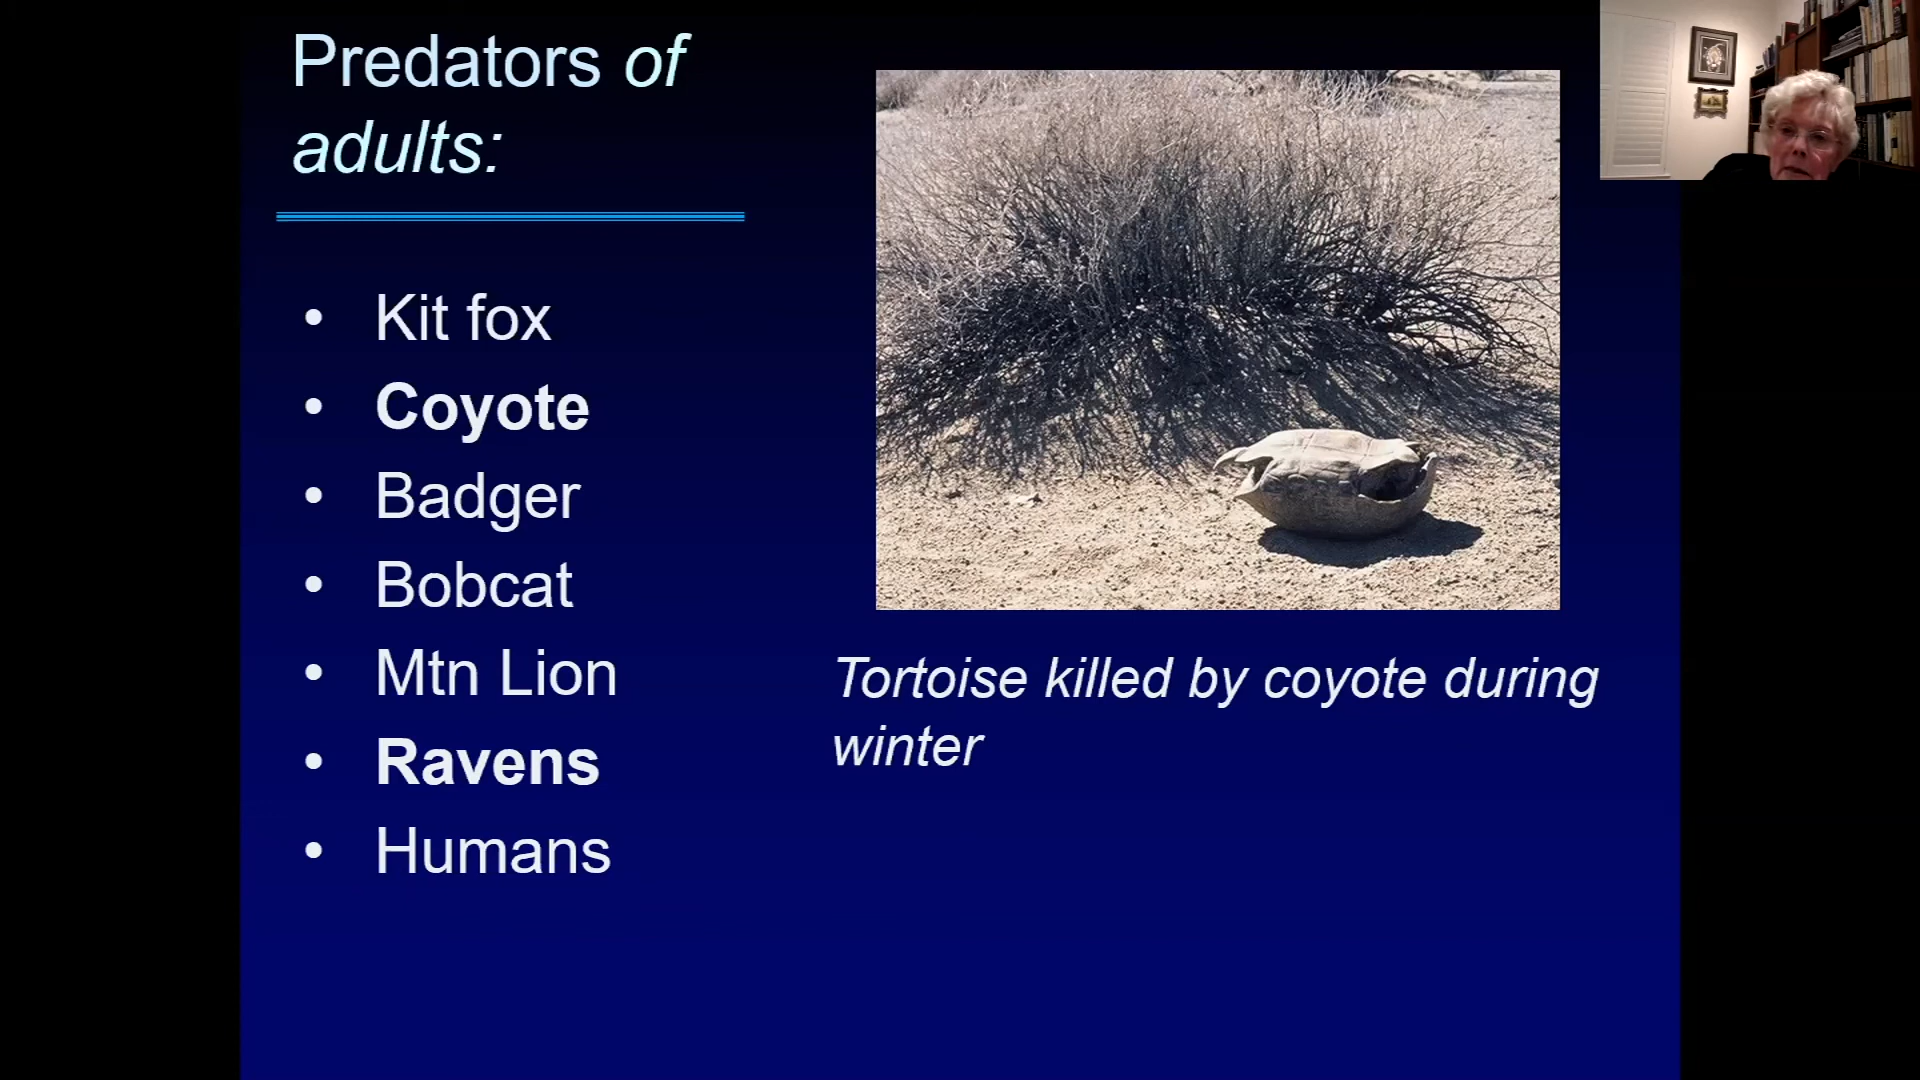 Predators of
adults:
• Kit fox
• Coyote
• Badger
• Bobcat
• Mtn Lion
• Ravens
• Humans
Tortoise killed by coyote during
winter